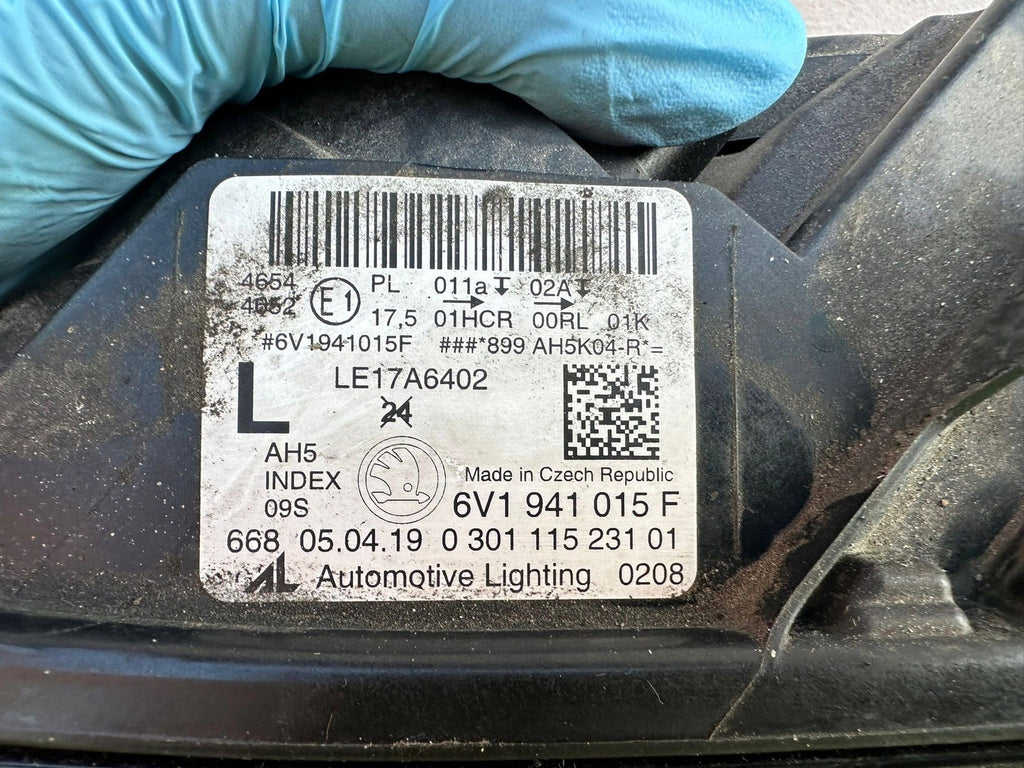 4654 E1 PL 011a 02A
4652 17,5 01HCR 00RL 01K
#6V1941015F ###*899 AH5K04-R*=
L LE17A6402
24
AH5
INDEX
09S
Made in Czech Republic
6V1 941 015 F
668 05.04.19 0 301 115 231 01
AL Automotive Lighting 0208